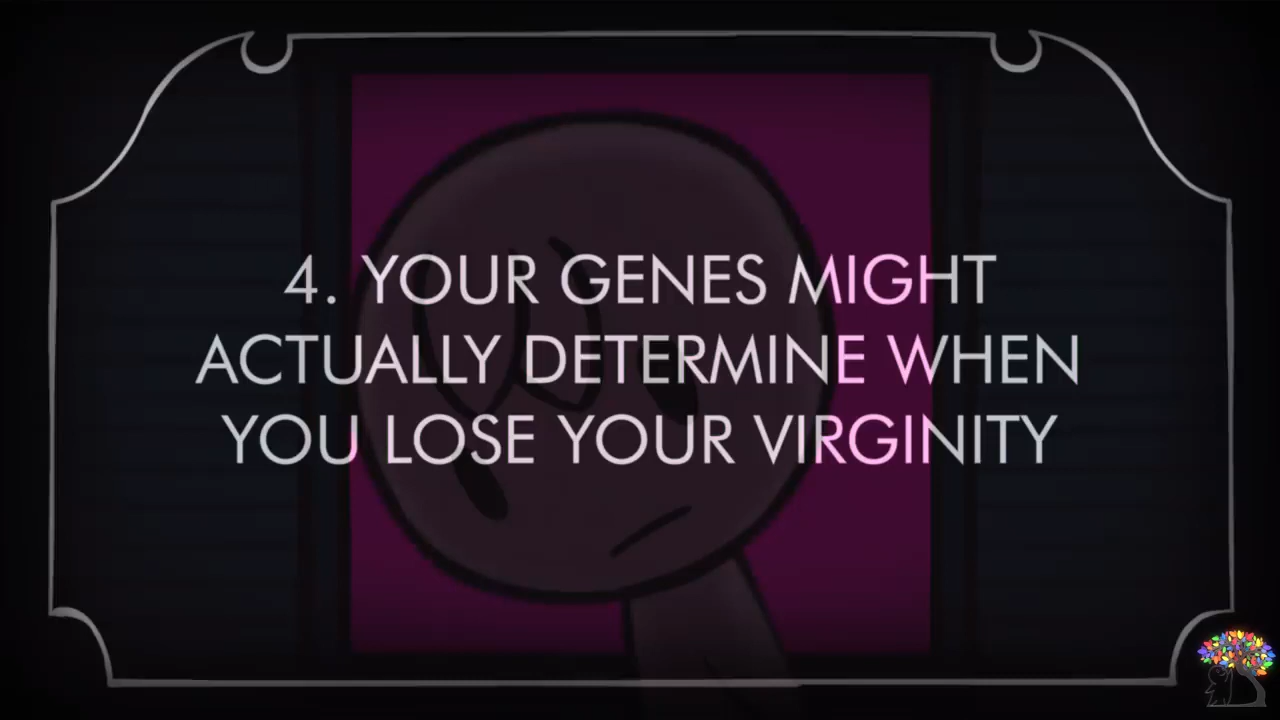 4. YOUR GENES MIGHT
ACTUALLY DETERMINE WHEN
YOU LOSE YOUR VIRGINITY